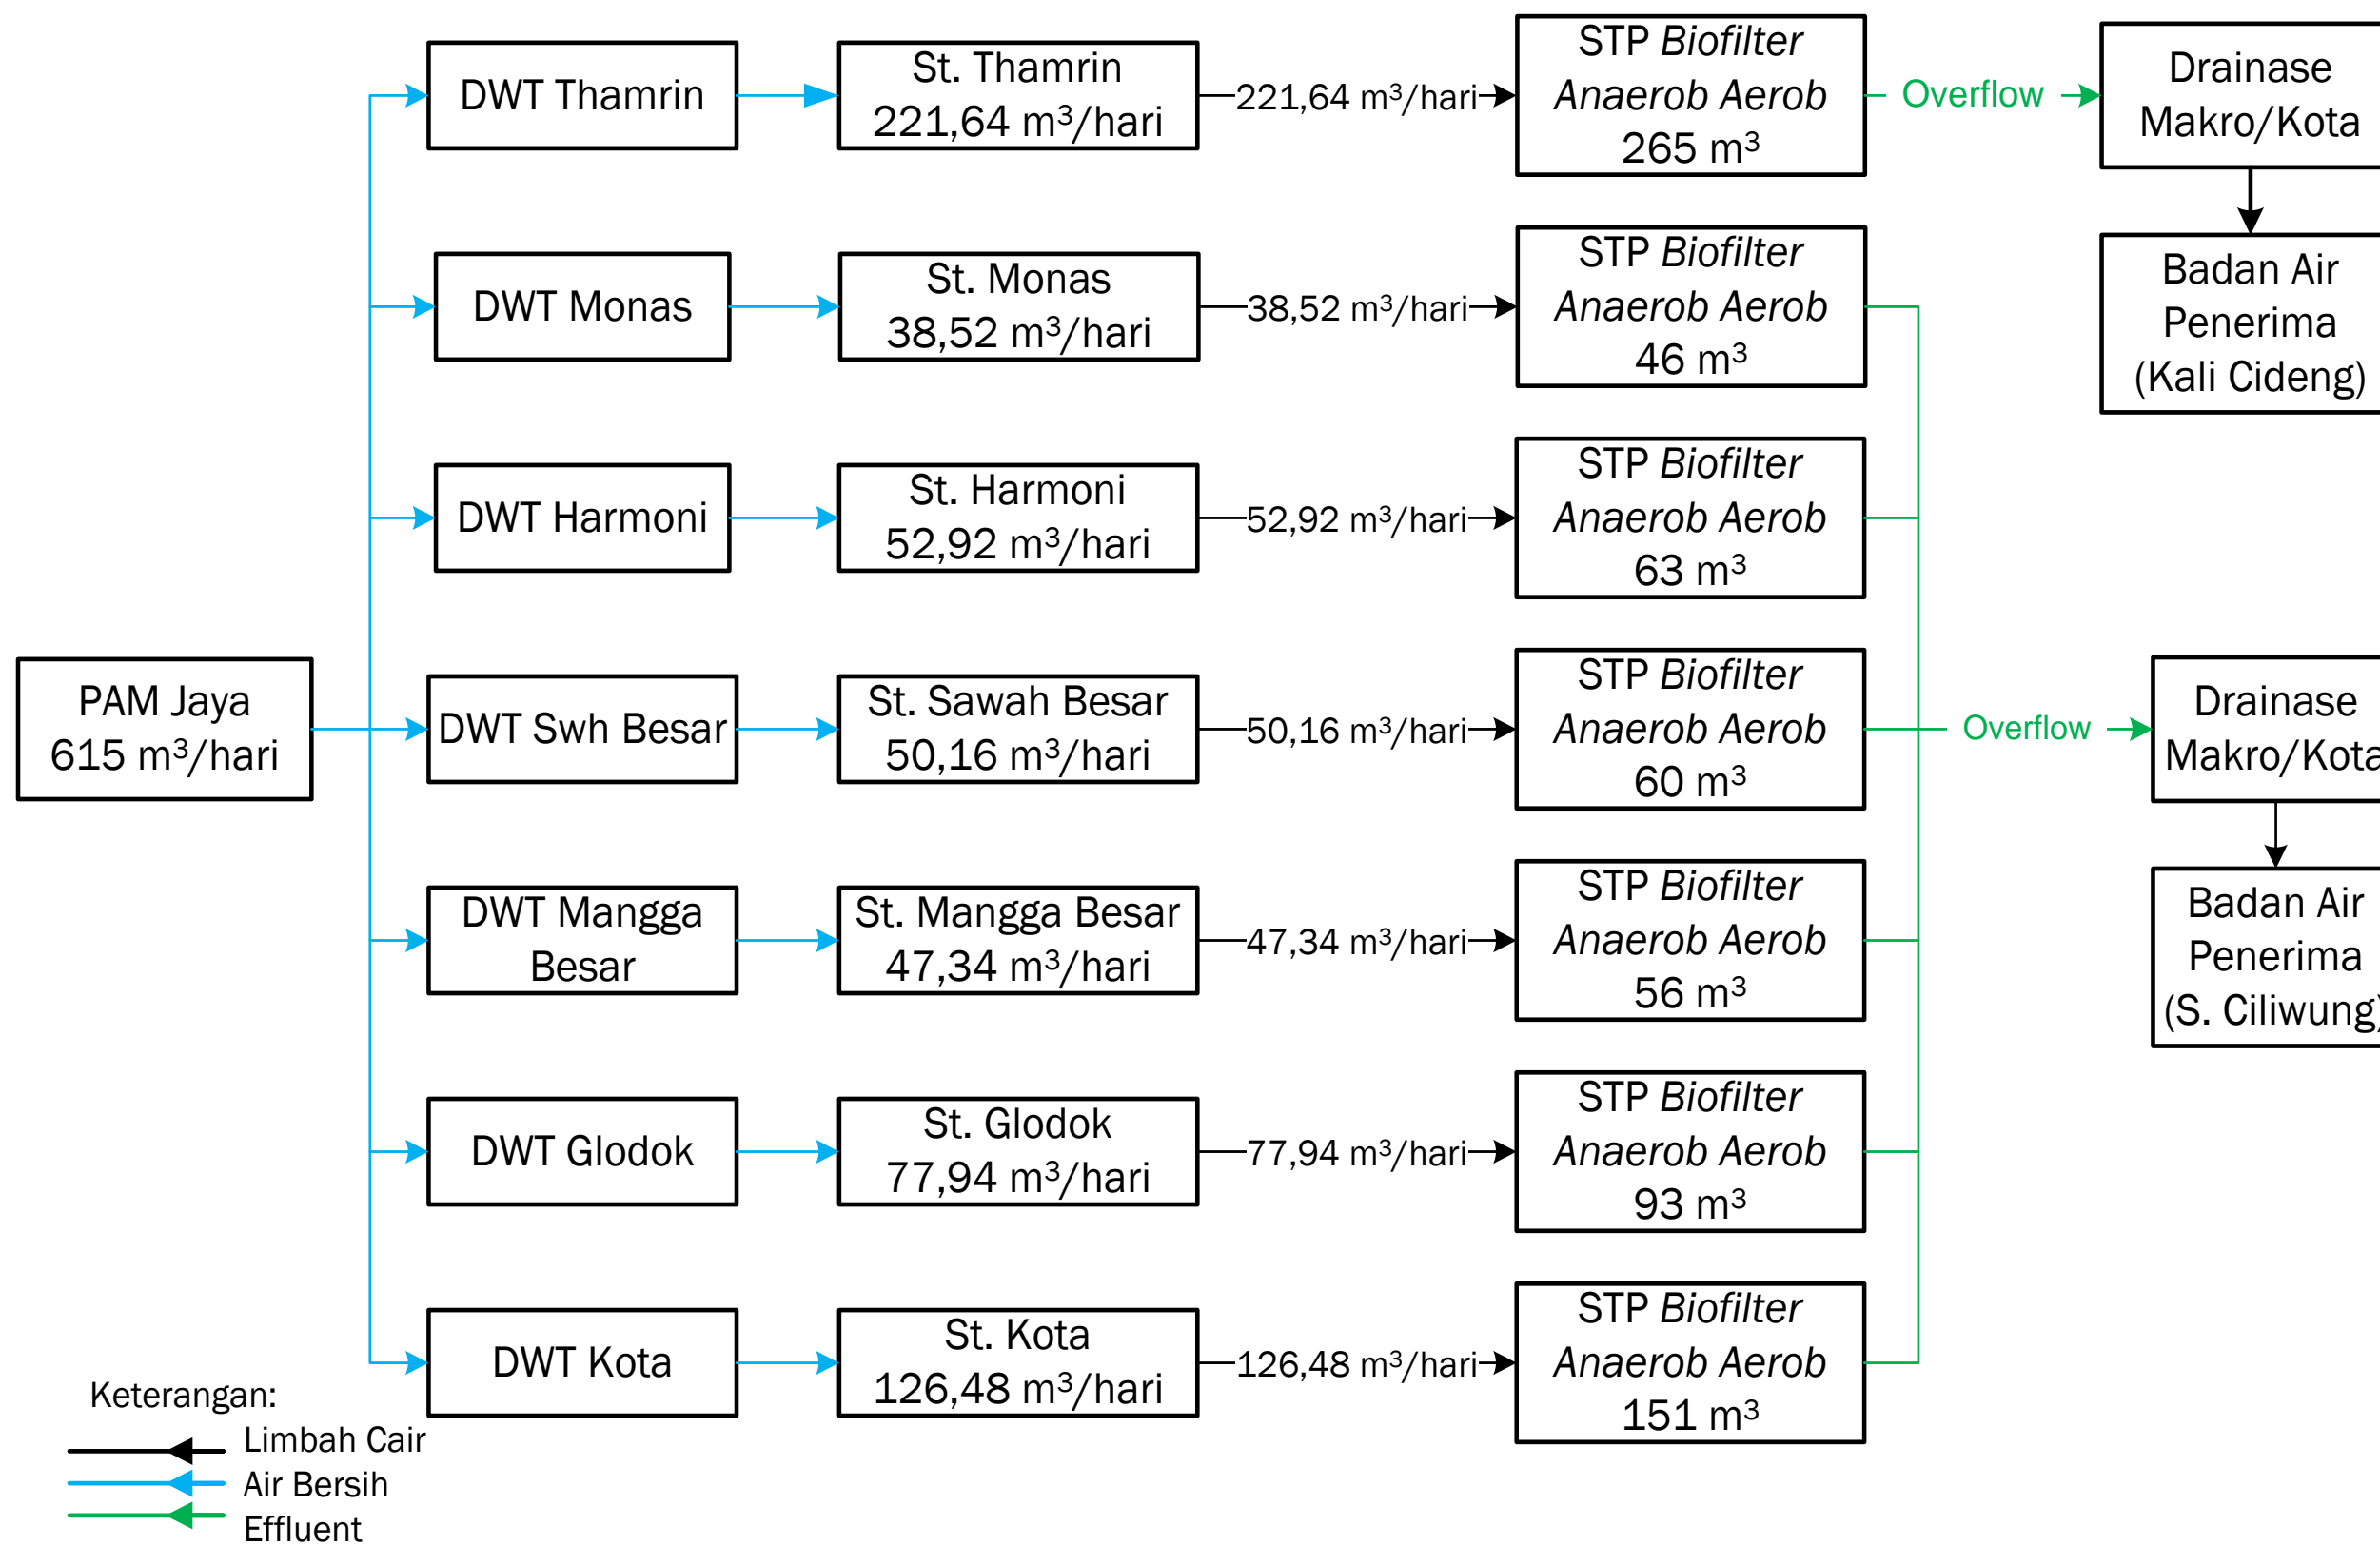 DWT Thamrin
St. Thamrin
221,64 m³/hari
221,64 m³/hari
STP Biofilter
Anaerob Aerob
265 m³
Overflow
Drainase
Makro/Kota
DWT Monas
St. Monas
38,52 m³/hari
38,52 m³/hari
STP Biofilter
Anaerob Aerob
46 m³
Badan Air
Penerima
(Kali Cideng)
DWT Harmoni
St. Harmoni
52,92 m³/hari
52,92 m³/hari
STP Biofilter
Anaerob Aerob
63 m³
PAM Jaya
615 m³/hari
DWT Swh Besar
St. Sawah Besar
50,16 m³/hari
50,16 m³/hari
STP Biofilter
Anaerob Aerob
60 m³
Overflow
Drainase
Makro/Kota
DWT Mangga
Besar
St. Mangga Besar
47,34 m³/hari
47,34 m³/hari
STP Biofilter
Anaerob Aerob
56 m³
Badan Air
Penerima
(S. Ciliwung)
DWT Glodok
St. Glodok
77,94 m³/hari
77,94 m³/hari
STP Biofilter
Anaerob Aerob
93 m³
DWT Kota
St. Kota
126,48 m³/hari
126,48 m³/hari
STP Biofilter
Anaerob Aerob
151 m³
Keterangan:
Limbah Cair
Air Bersih
Effluent